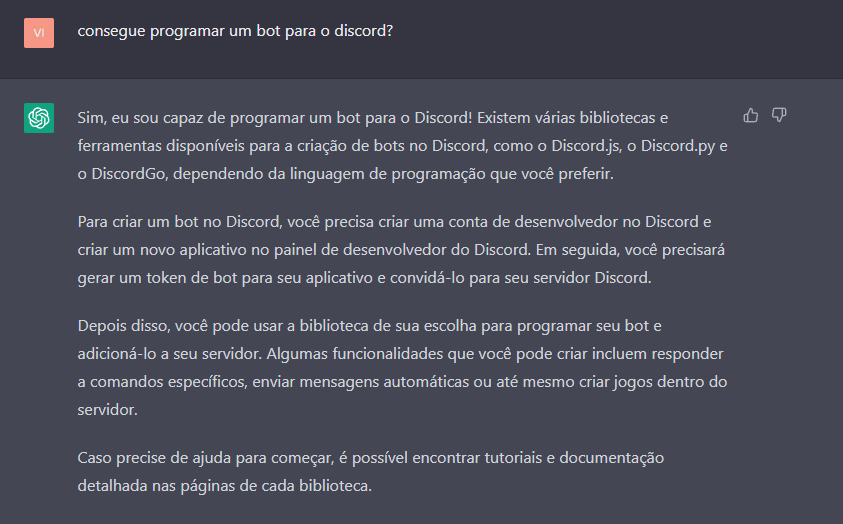 VI
consegue programar um bot para o discord?
Sim, eu sou capaz de programar um bot para o Discord! Existem várias bibliotecas e
ferramentas disponíveis para a criação de bots no Discord, como o Discord.js, o Discord.py e
o DiscordGo, dependendo da linguagem de programação que você preferir.
Para criar um bot no Discord, você precisa criar uma conta de desenvolvedor no Discord e
criar um novo aplicativo no painel de desenvolvedor do Discord. Em seguida, você precisará
gerar um token de bot para seu aplicativo e convidá-lo para seu servidor Discord.
Depois disso, você pode usar a biblioteca de sua escolha para programar seu bot e
adicioná-lo a seu servidor. Algumas funcionalidades que você pode criar incluem responder
a comandos específicos, enviar mensagens automáticas ou até mesmo criar jogos dentro do
servidor.
Caso precise de ajuda para começar, é possível encontrar tutoriais e documentação
detalhada nas páginas de cada biblioteca.